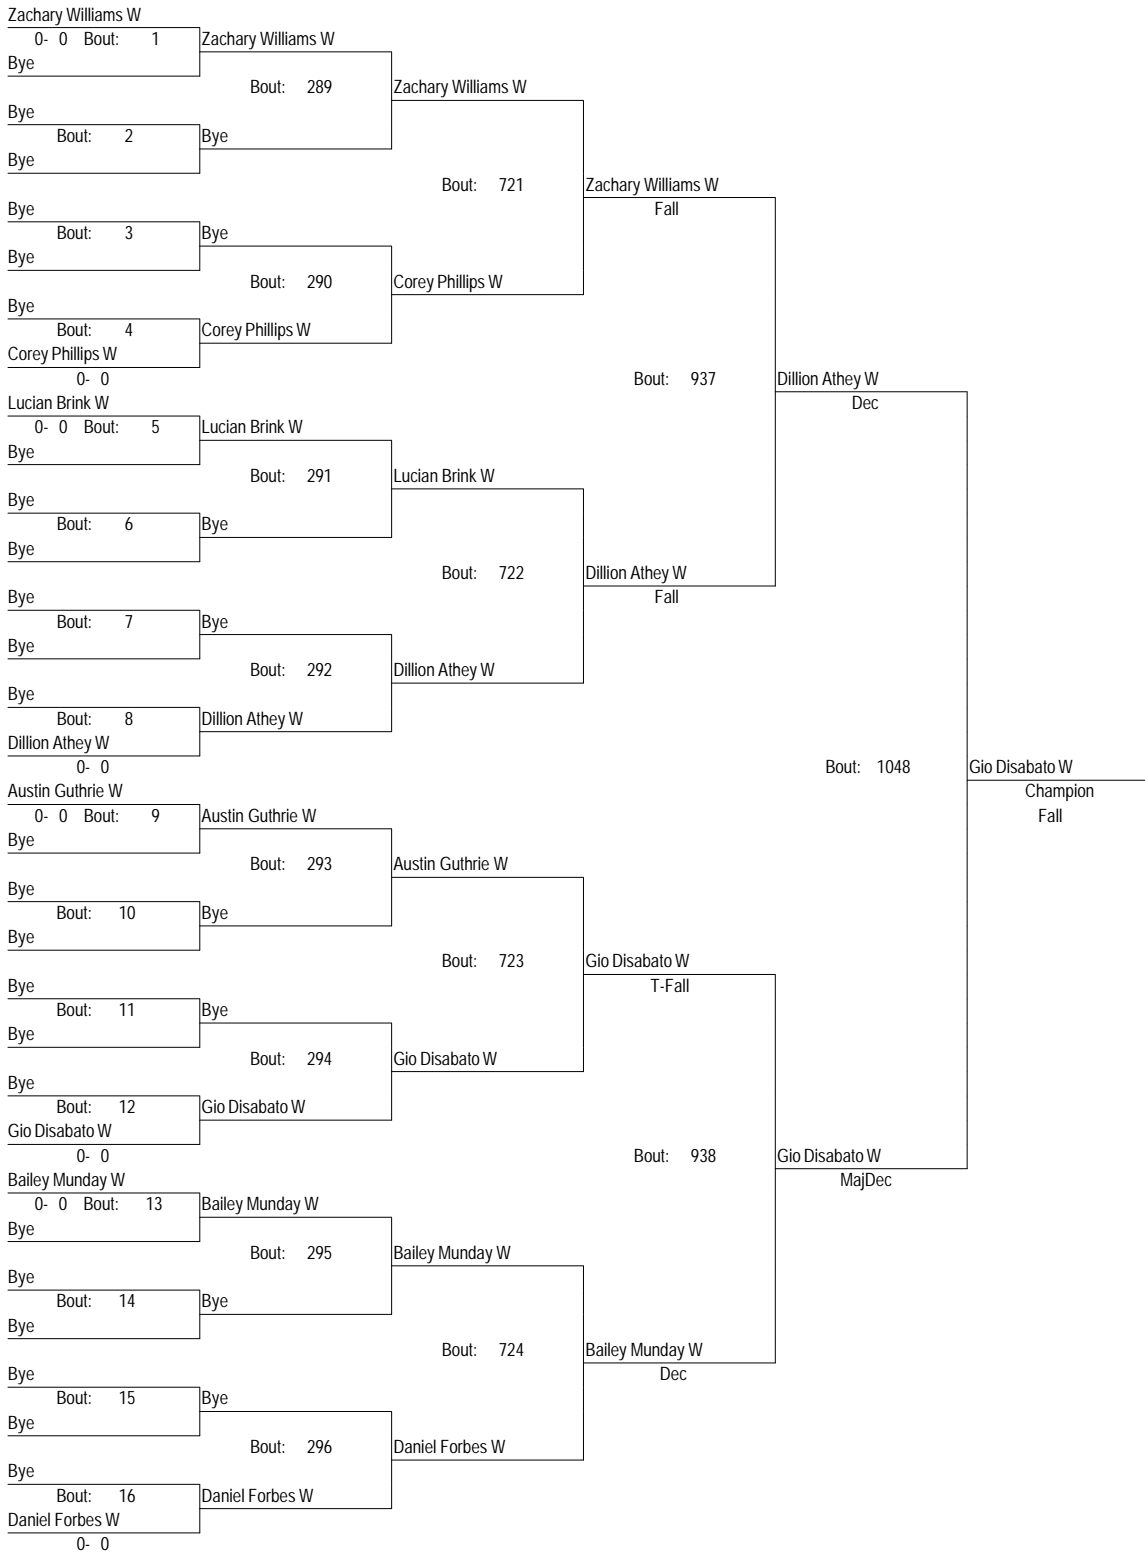 Zachary Williams W
0- 0 Bout: 1 Zachary Williams W
Bye
Bout: 289 Zachary Williams W
Bye
Bout: 2 Bye
Bye
Bout: 721 Zachary Williams W
Bye Fall
Bout: 3 Bye
Bye
Bout: 290 Corey Phillips W
Bye
Bout: 4 Corey Phillips W
Corey Phillips W
0- 0 Bout: 937 Dillion Athey W
Lucian Brink W Dec
0- 0 Bout: 5 Lucian Brink W
Bye
Bout: 291 Lucian Brink W
Bye
Bout: 6 Bye
Bye
Bout: 722 Dillion Athey W
Bye Fall
Bout: 7 Bye
Bye
Bout: 292 Dillion Athey W
Bye
Bout: 8 Dillion Athey W
Dillion Athey W
0- 0 Bout: 1048 Gio Disabato W
Austin Guthrie W Champion
0- 0 Bout: 9 Austin Guthrie W Fall
Bye
Bout: 293 Austin Guthrie W
Bye
Bout: 10 Bye
Bye
Bout: 723 Gio Disabato W
Bye T-Fall
Bout: 11 Bye
Bye
Bout: 294 Gio Disabato W
Bye
Bout: 12 Gio Disabato W
Gio Disabato W
0- 0 Bout: 938 Gio Disabato W
Bailey Munday W MajDec
0- 0 Bout: 13 Bailey Munday W
Bye
Bout: 295 Bailey Munday W
Bye
Bout: 14 Bye
Bye
Bout: 724 Bailey Munday W
Bye Dec
Bout: 15 Bye
Bye
Bout: 296 Daniel Forbes W
Bye
Bout: 16 Daniel Forbes W
Daniel Forbes W
0- 0